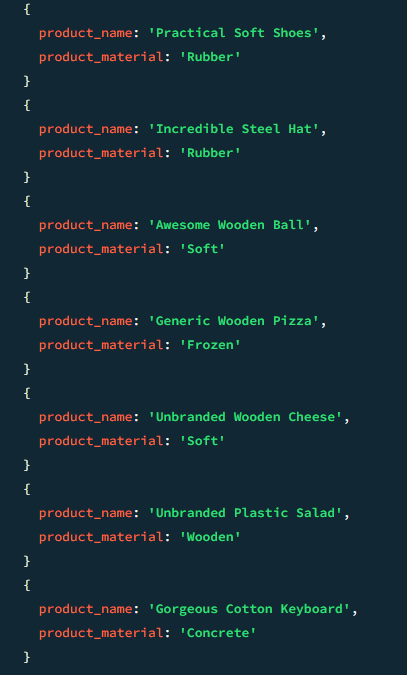 {
product_name: 'Practical Soft Shoes',
product_material: 'Rubber'
}
{
product_name: 'Incredible Steel Hat',
product_material: 'Rubber'
}
{
product_name: 'Awesome Wooden Ball',
product_material: 'Soft'
}
{
product_name: 'Generic Wooden Pizza',
product_material: 'Frozen'
}
{
product_name: 'Unbranded Wooden Cheese',
product_material: 'Soft'
}
{
product_name: 'Unbranded Plastic Salad',
product_material: 'Wooden'
}
{
product_name: 'Gorgeous Cotton Keyboard',
product_material: 'Concrete'
}